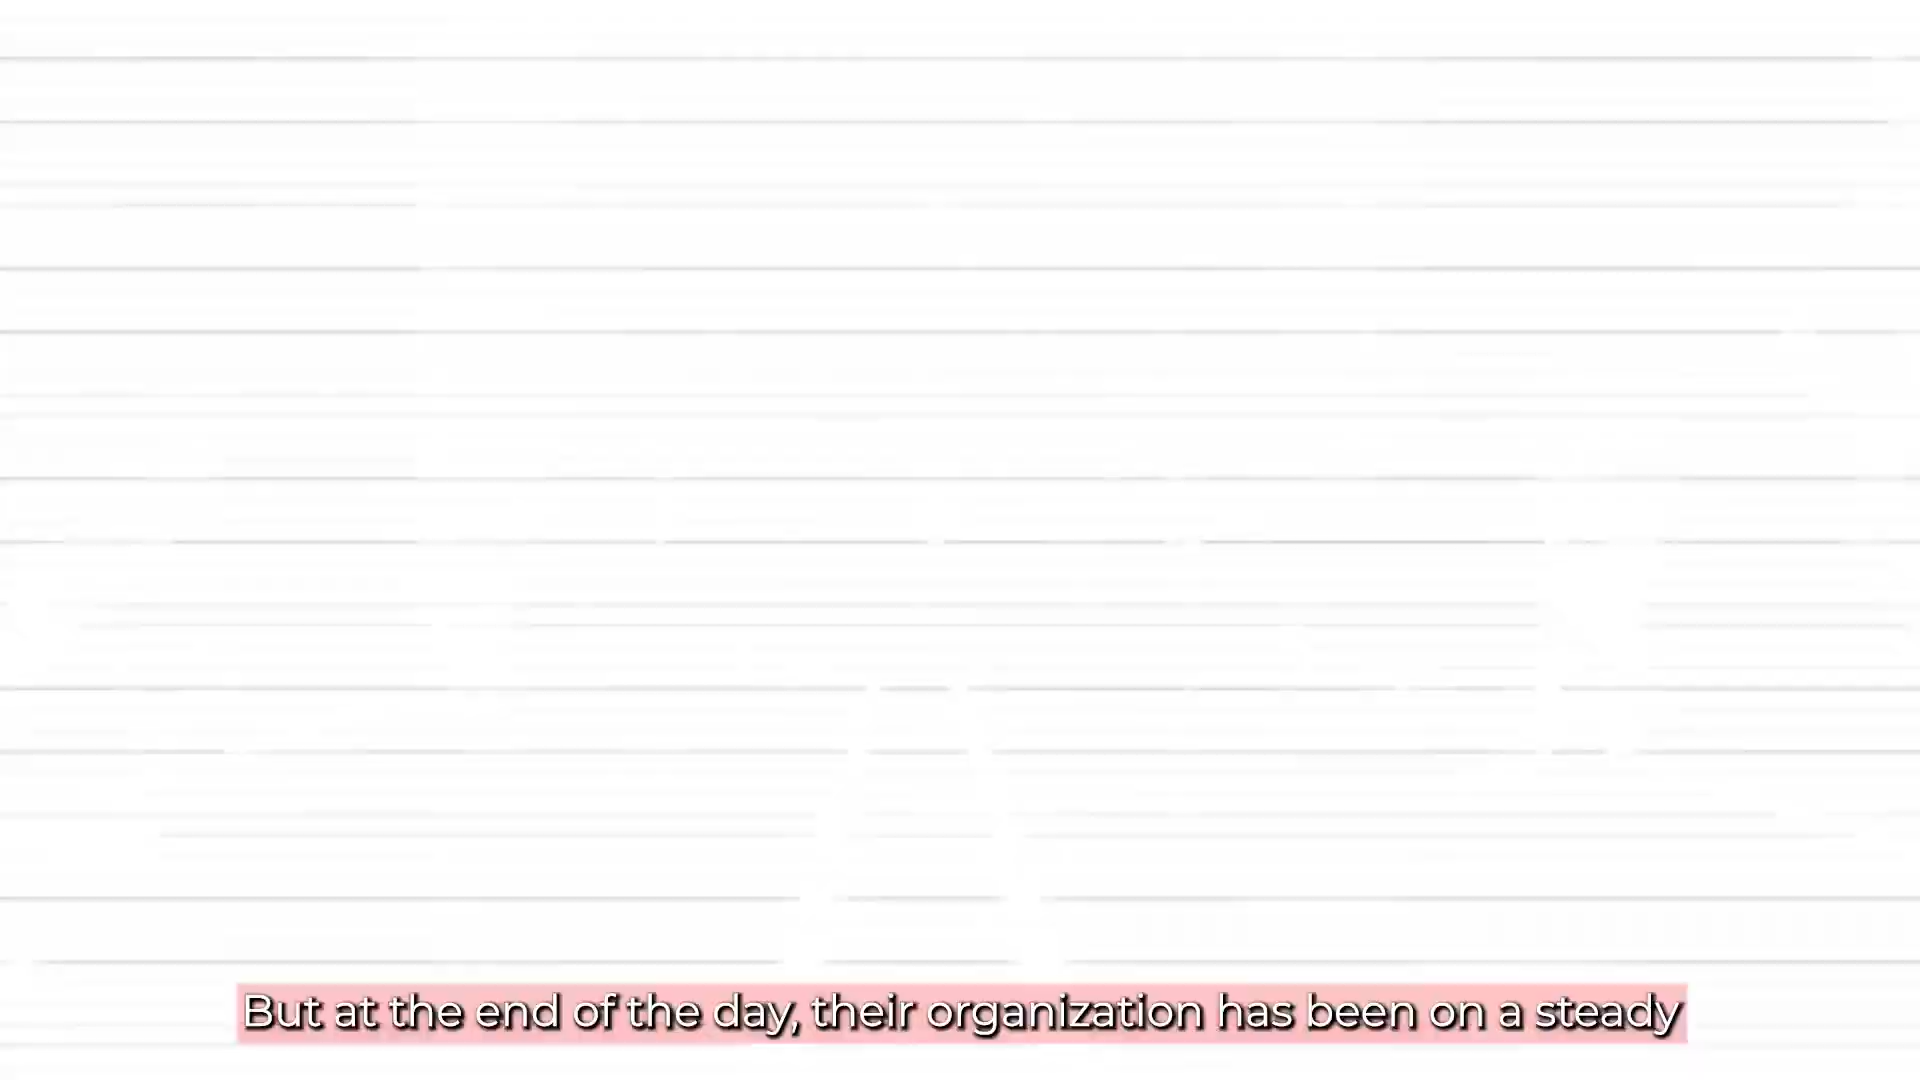 But at the end of the day, their organization has been on a steady